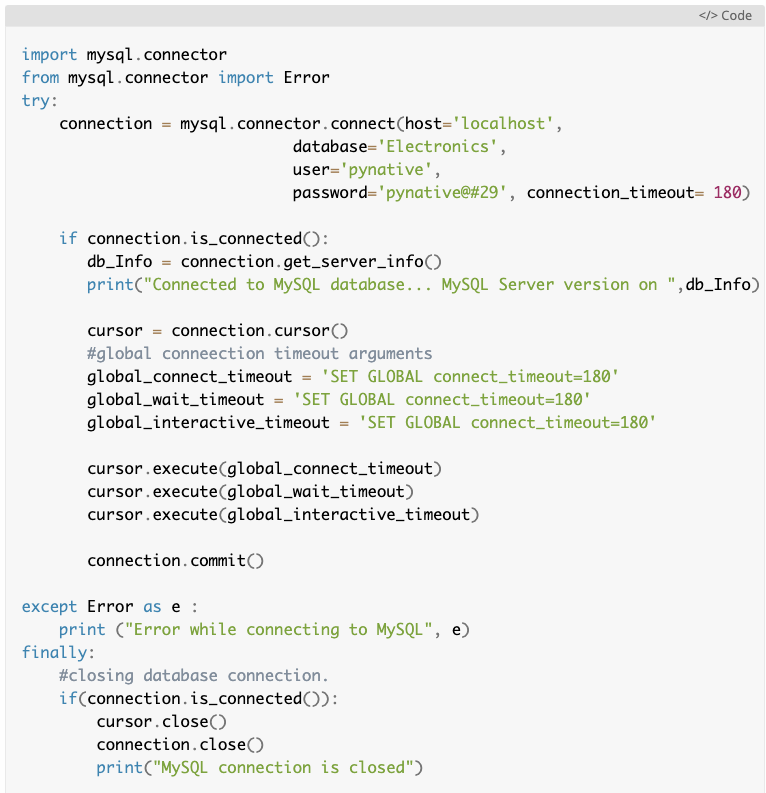 </> Code
import mysql.connector
from mysql.connector import Error
try:
    connection = mysql.connector.connect(host='localhost',
                             database='Electronics',
                             user='pynative',
                             password='pynative@#29', connection_timeout= 180)
    if connection.is_connected():
       db_Info = connection.get_server_info()
       print("Connected to MySQL database... MySQL Server version on ",db_Info)
       cursor = connection.cursor()
       #global conneection timeout arguments
       global_connect_timeout = 'SET GLOBAL connect_timeout=180'
       global_wait_timeout = 'SET GLOBAL connect_timeout=180'
       global_interactive_timeout = 'SET GLOBAL connect_timeout=180'
       cursor.execute(global_connect_timeout)
       cursor.execute(global_wait_timeout)
       cursor.execute(global_interactive_timeout)
       connection.commit()
except Error as e :
    print ("Error while connecting to MySQL", e)
finally:
    #closing database connection.
    if(connection.is_connected()):
        cursor.close()
        connection.close()
        print("MySQL connection is closed")